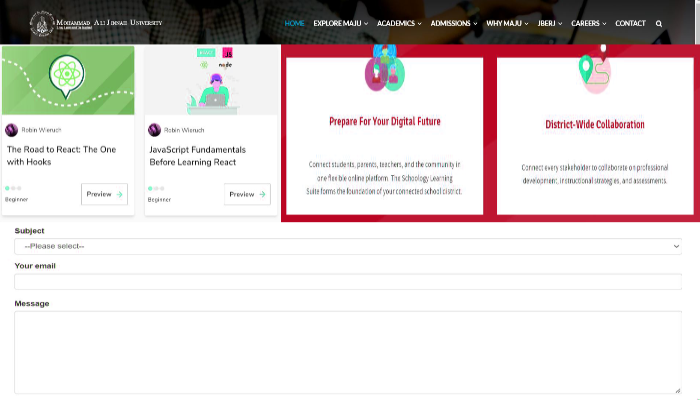 Mohammad Ali Jinnah University
HOME EXPLORE MAJU ACADEMICS ADMISSIONS WHY MAJU JBERJ CAREERS CONTACT
JS
node
Robin Wieruch
The Road to React: The One
with Hooks
Beginner
Preview
Robin Wieruch
JavaScript Fundamentals
Before Learning React
Beginner
Preview
Prepare For Your Digital Future
Connect students, parents, teachers, and the community in
one flexible online platform. The Schoology Learning
Suite forms the foundation of your connected school district.
District-Wide Collaboration
Connect every stakeholder to collaborate on professional
development, instructional strategies, and assessments.
Subject
--Please select--
Your email
Message